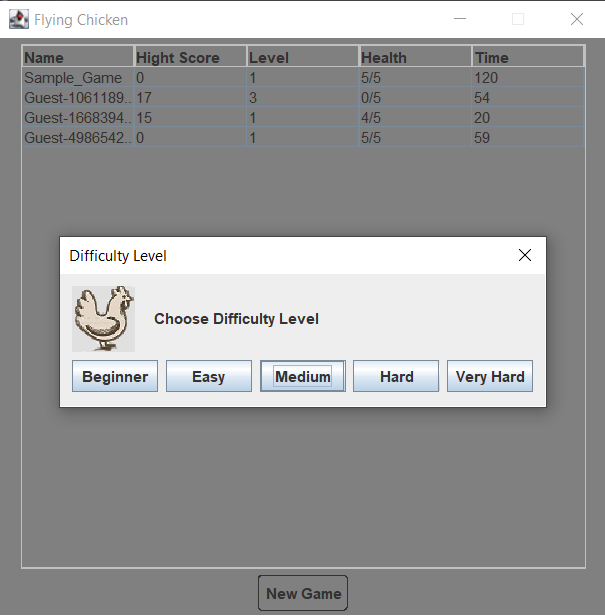 Flying Chicken
Name Hight Score Level Health Time
Sample_Game 0 1 5/5 120
Guest-1061189.. 17 3 0/5 54
Guest-1668394.. 15 1 4/5 20
Guest-4986542.. 0 1 5/5 59
Difficulty Level
Choose Difficulty Level
Beginner Easy Medium Hard Very Hard
New Game